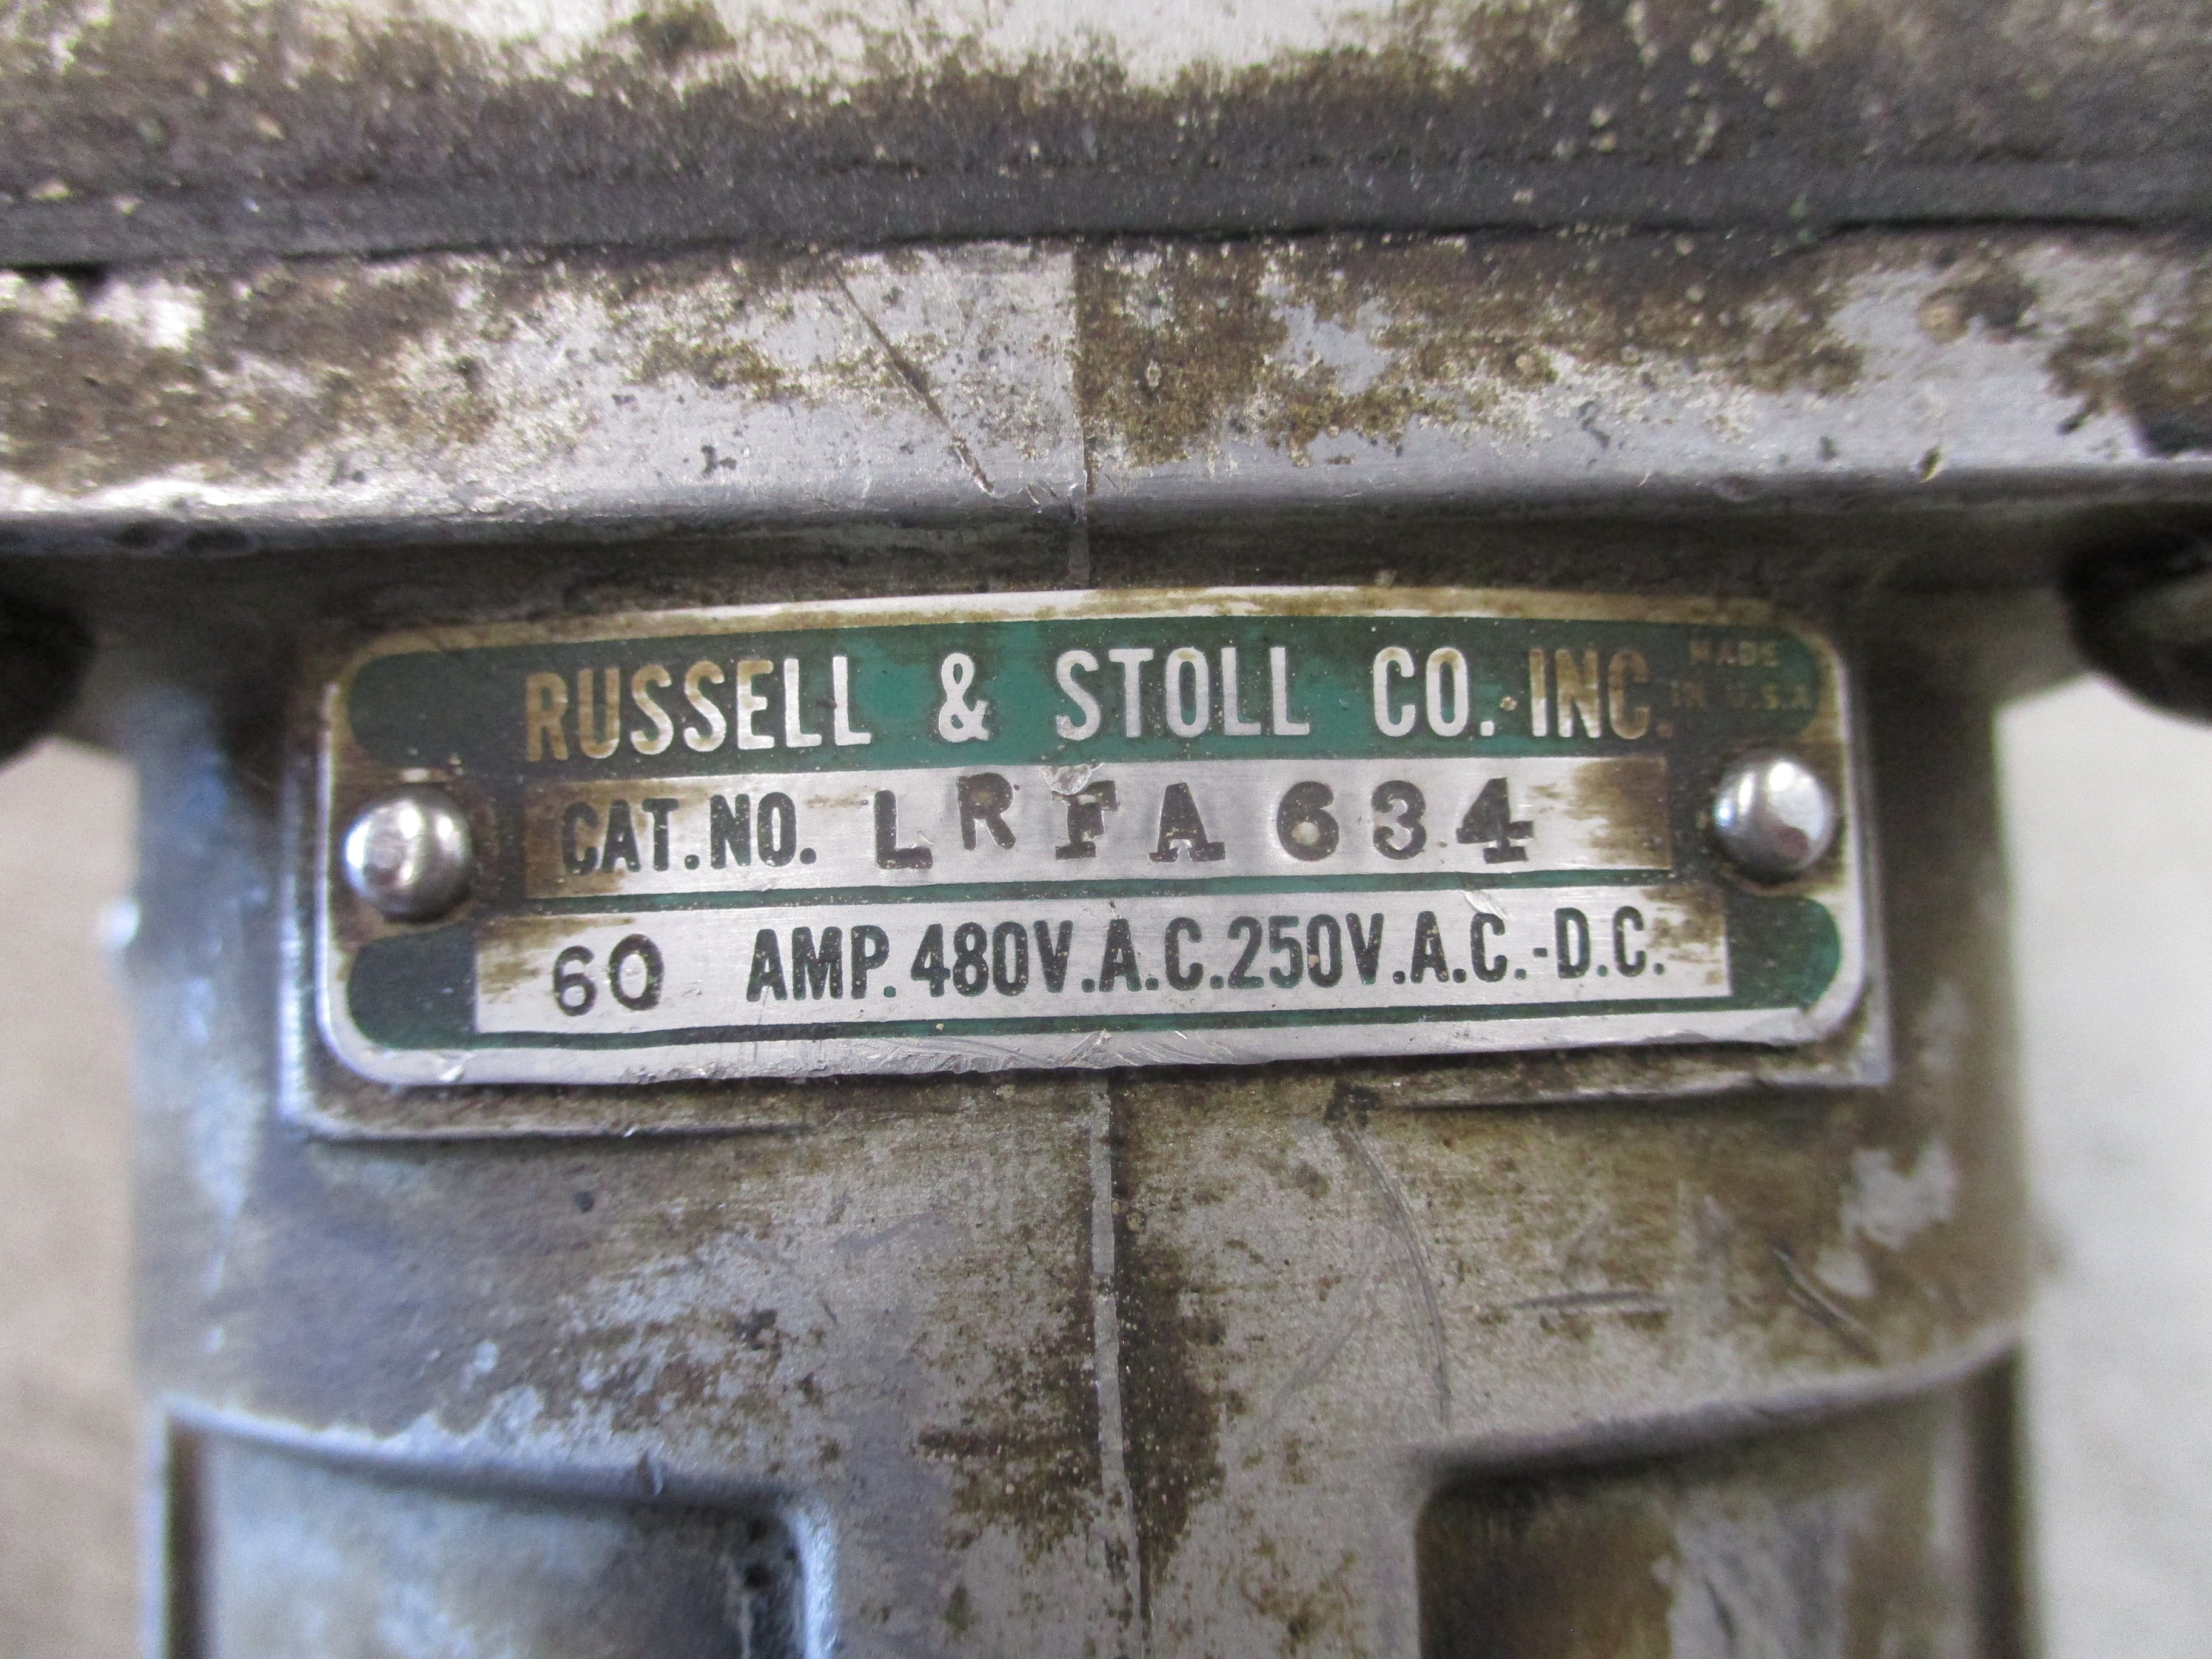 RUSSELL & STOLL CO. INC.
MADE
IN U.S.A
CAT. NO. LRFA 634
60 AMP. 480V.A.C. 250V.A.C.-D.C.